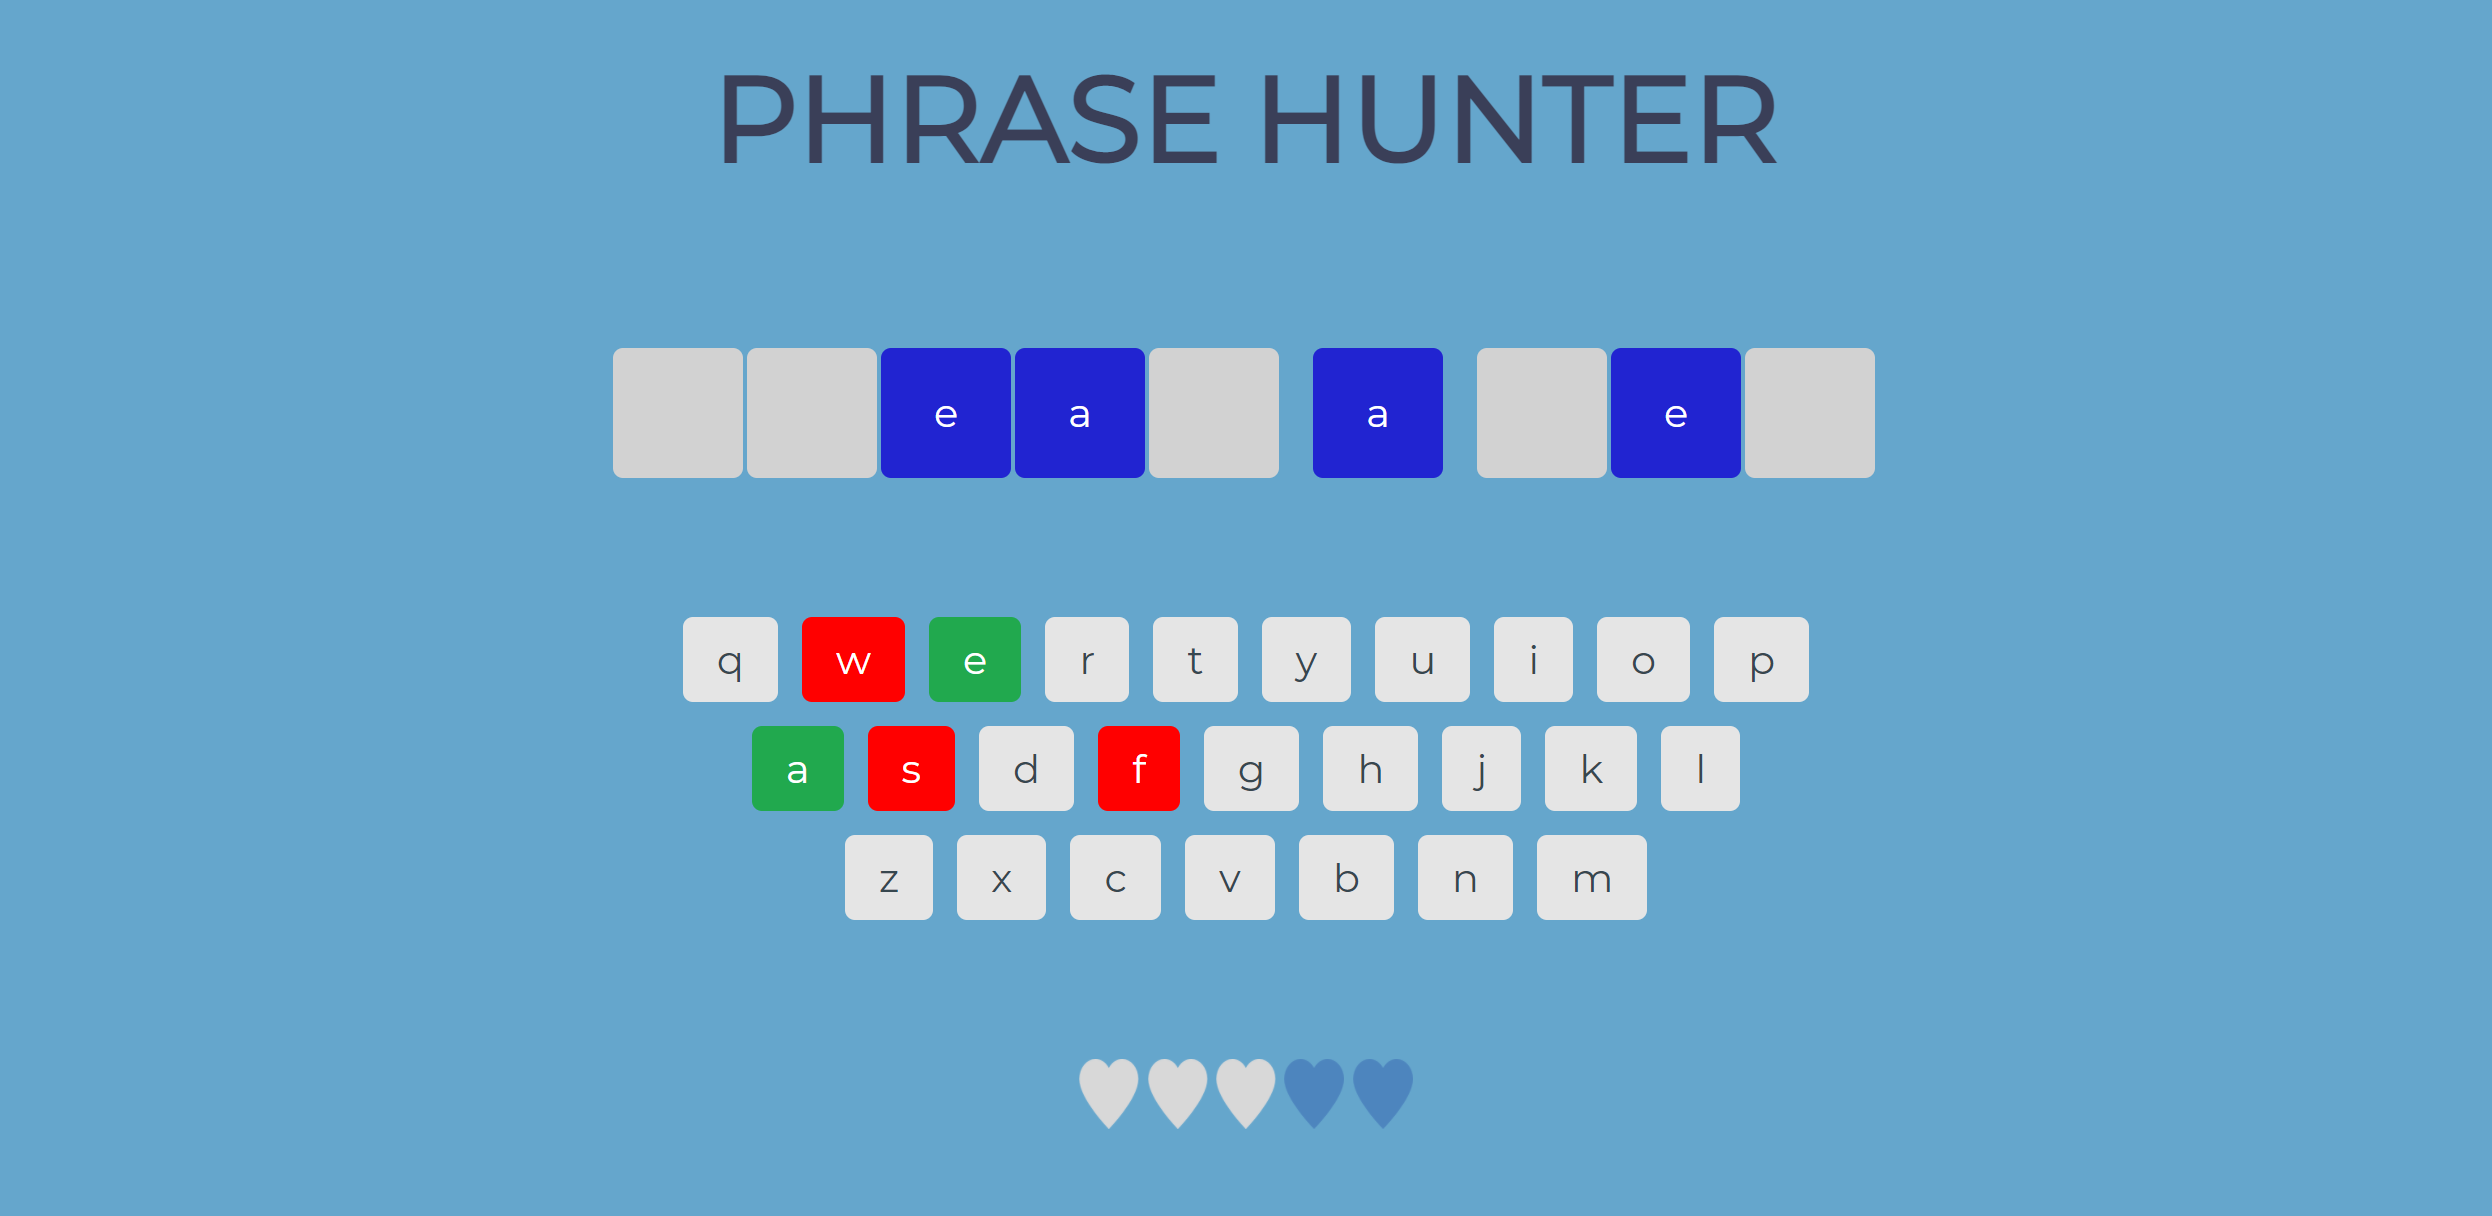 PHRASE HUNTER
e a a e
q w e r t y u i o p
a s d f g h j k l
z x c v b n m